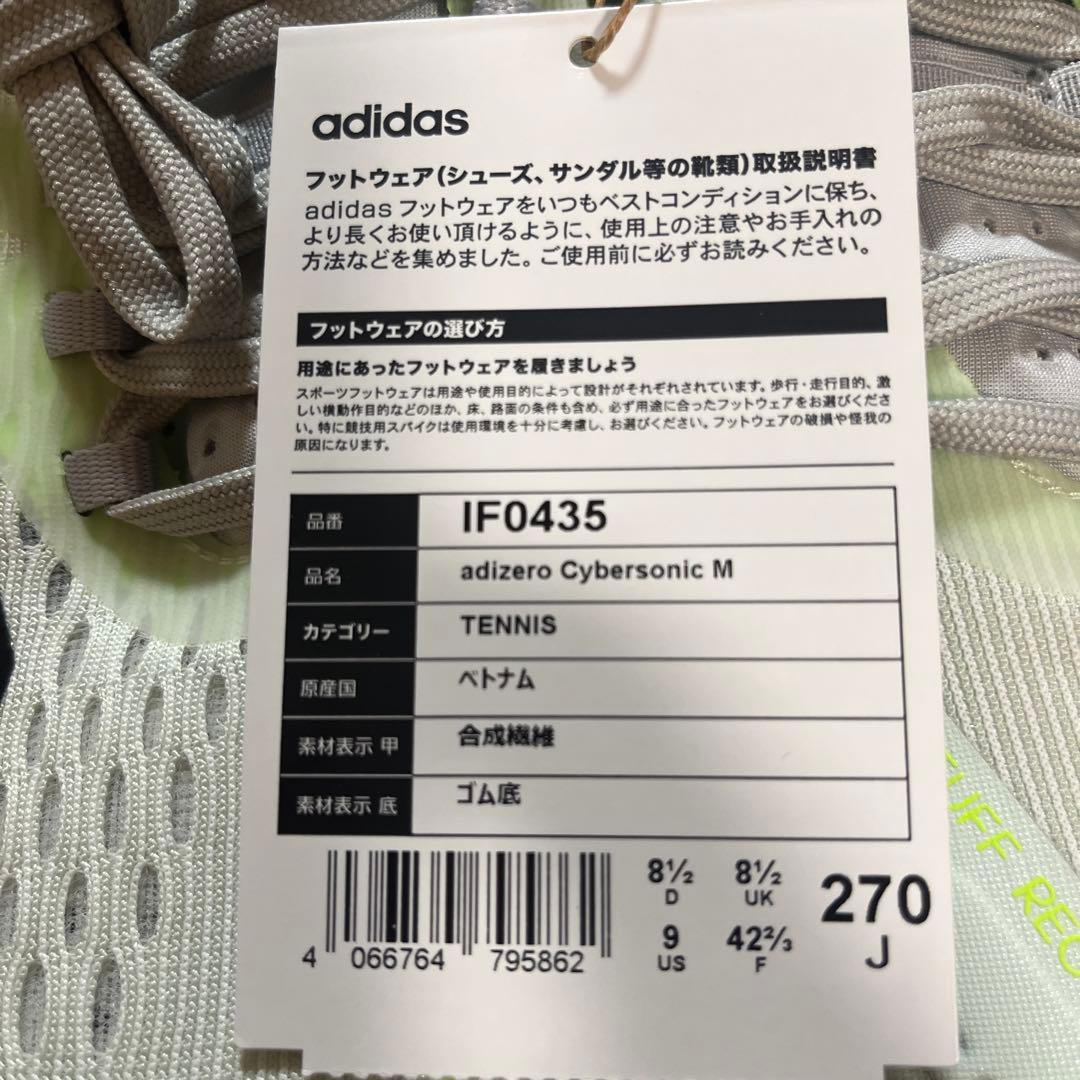 adidas
フットウェア(シューズ、サンダル等の靴類)取扱説明書
adidas フットウェアをいつもベストコンディションに保ち、
より長くお使い頂けるように、使用上の注意やお手入れの
方法などを集めました。ご使用前に必ずお読みください。
フットウェアの選び方
用途にあったフットウェアを履きましょう
スポーツフットウェアは用途や使用目的によって設計がそれぞれされています。歩行・走行目的、激
しい横動作目的などのほか、床、路面の条件も含め、必ず用途に合ったフットウェアをお選びくださ
い。特に競技用スパイクは使用環境を十分に考慮し、お選びください。フットウェアの破損や怪我の
原因になります。
品番 IF0435
品名 adizero Cybersonic M
カテゴリー TENNIS
原産国 ベトナム
素材表示 甲 合成繊維
素材表示 底 ゴム底
4 066764 795862
8½ D
8½ UK
9 US
42⅔ F
270 J